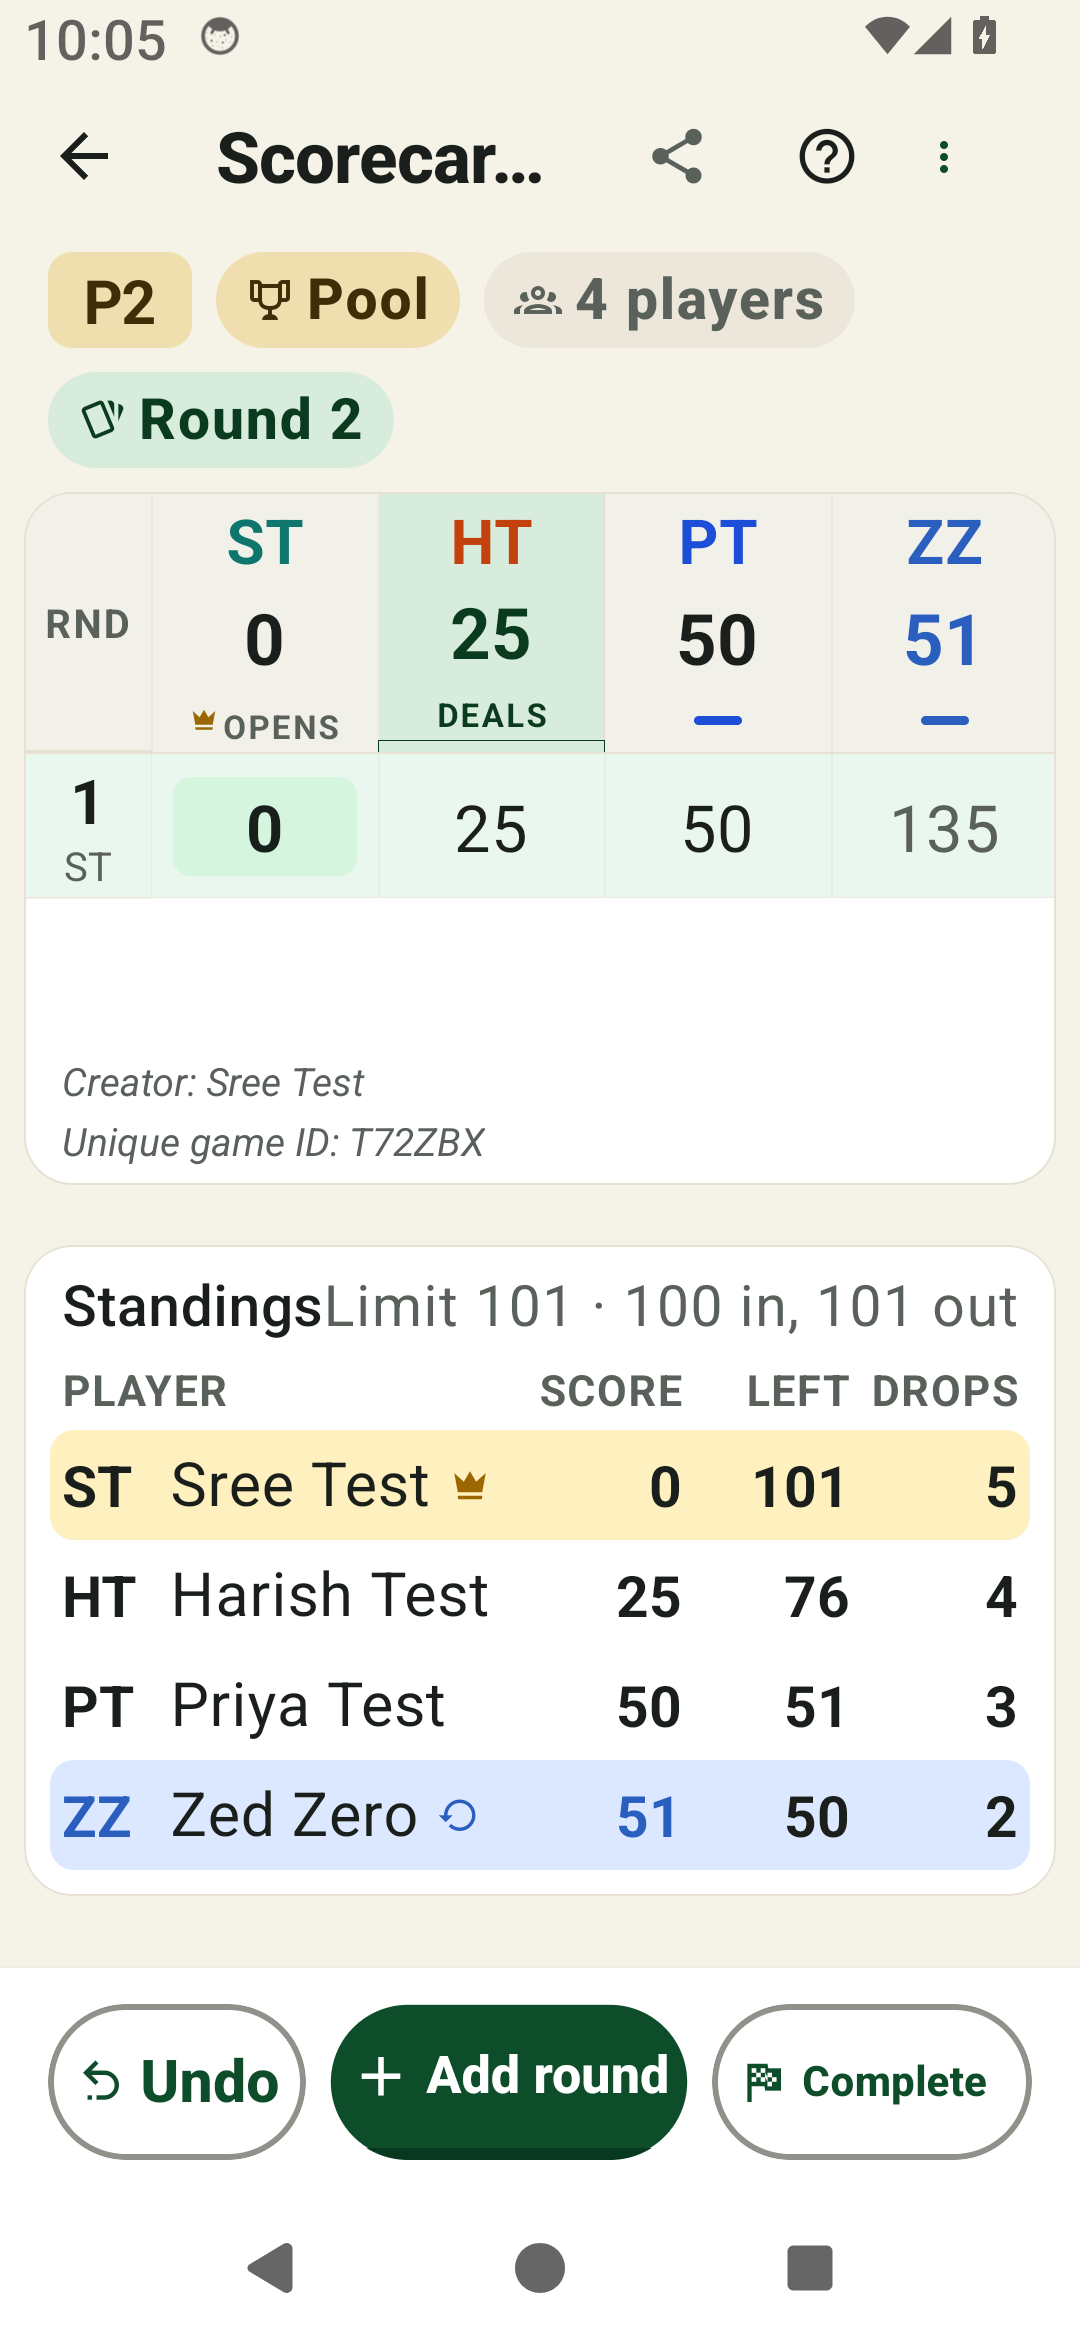 10:05
Scorecar...
P2 Pool 4 players
Round 2
RND ST HT PT ZZ
0 25 50 51
OPENS DEALS
1 0 25 50 135
ST
Creator: Sree Test
Unique game ID: T72ZBX
Standings Limit 101 · 100 in, 101 out
PLAYER SCORE LEFT DROPS
ST Sree Test 0 101 5
HT Harish Test 25 76 4
PT Priya Test 50 51 3
ZZ Zed Zero 51 50 2
Undo Add round Complete